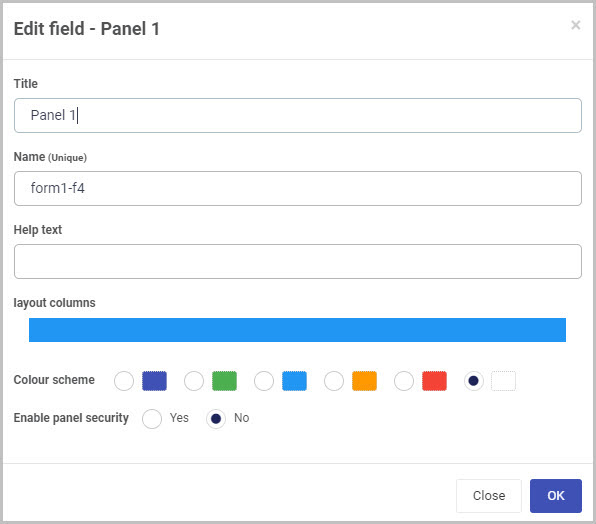 Edit field - Panel 1 ×
Title
Panel 1
Name (Unique)
form1-f4
Help text
layout columns
Colour scheme
Enable panel security Yes No
Close OK